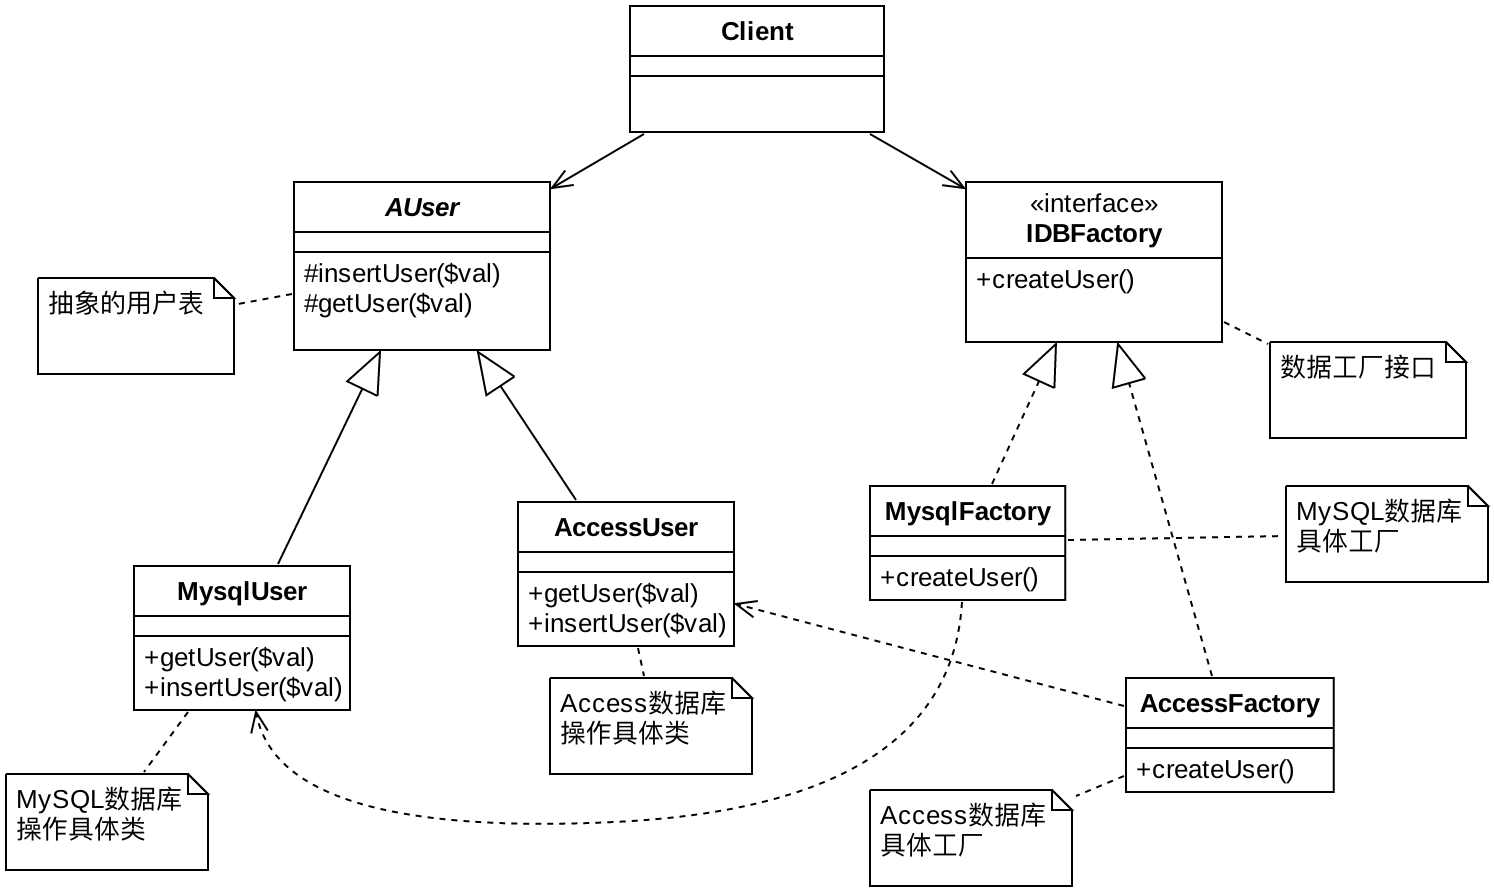 Client
AUser
#insertUser($val)
#getUser($val)
«interface»
IDBFactory
+createUser()
抽象的用户表
数据工厂接口
MysqlFactory
+createUser()
MySQL数据库
具体工厂
AccessUser
+getUser($val)
+insertUser($val)
MysqlUser
+getUser($val)
+insertUser($val)
Access数据库
操作具体类
AccessFactory
+createUser()
MySQL数据库
操作具体类
Access数据库
具体工厂